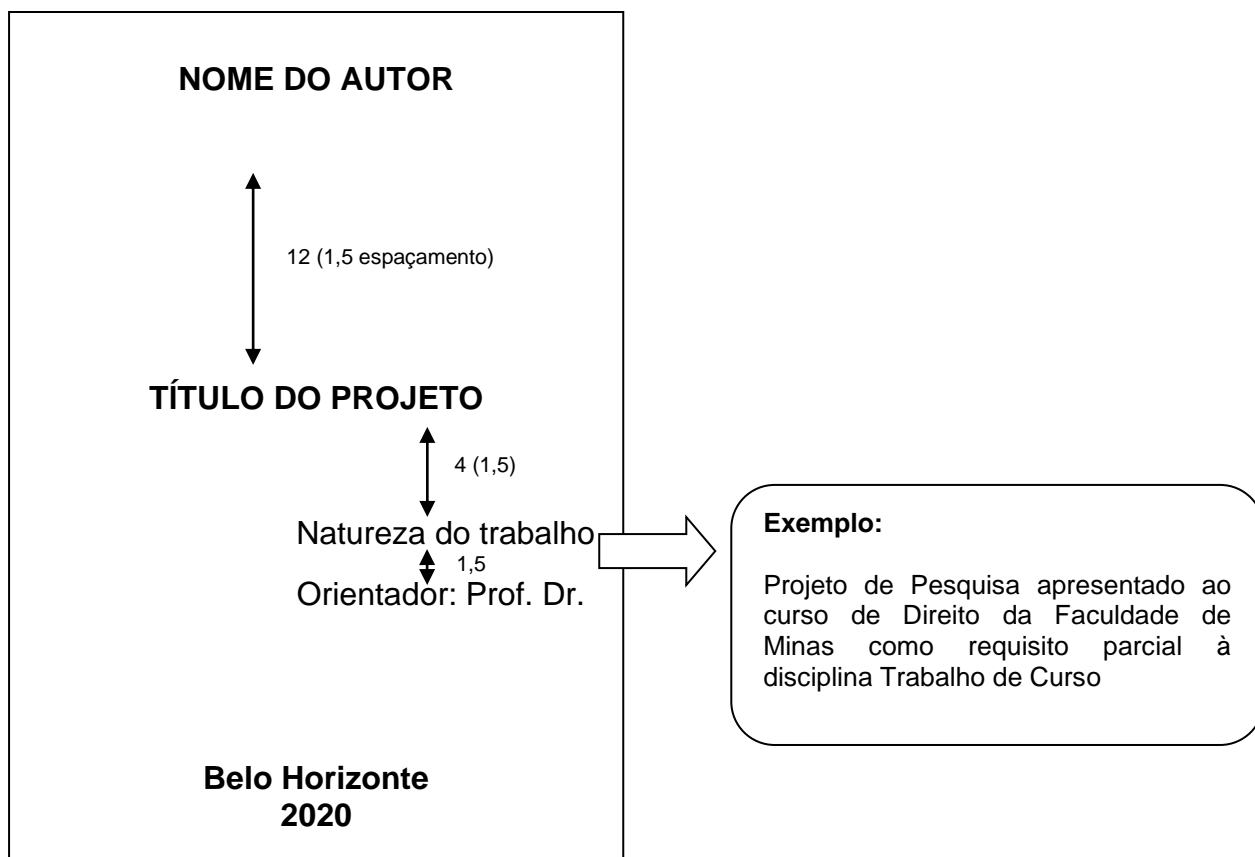 NOME DO AUTOR
12 (1,5 espaçamento)
TÍTULO DO PROJETO
4 (1,5)
Natureza do trabalho
1,5
Orientador: Prof. Dr.
Belo Horizonte
2020
Exemplo:
Projeto de Pesquisa apresentado ao
curso de Direito da Faculdade de
Minas como requisito parcial à
disciplina Trabalho de Curso